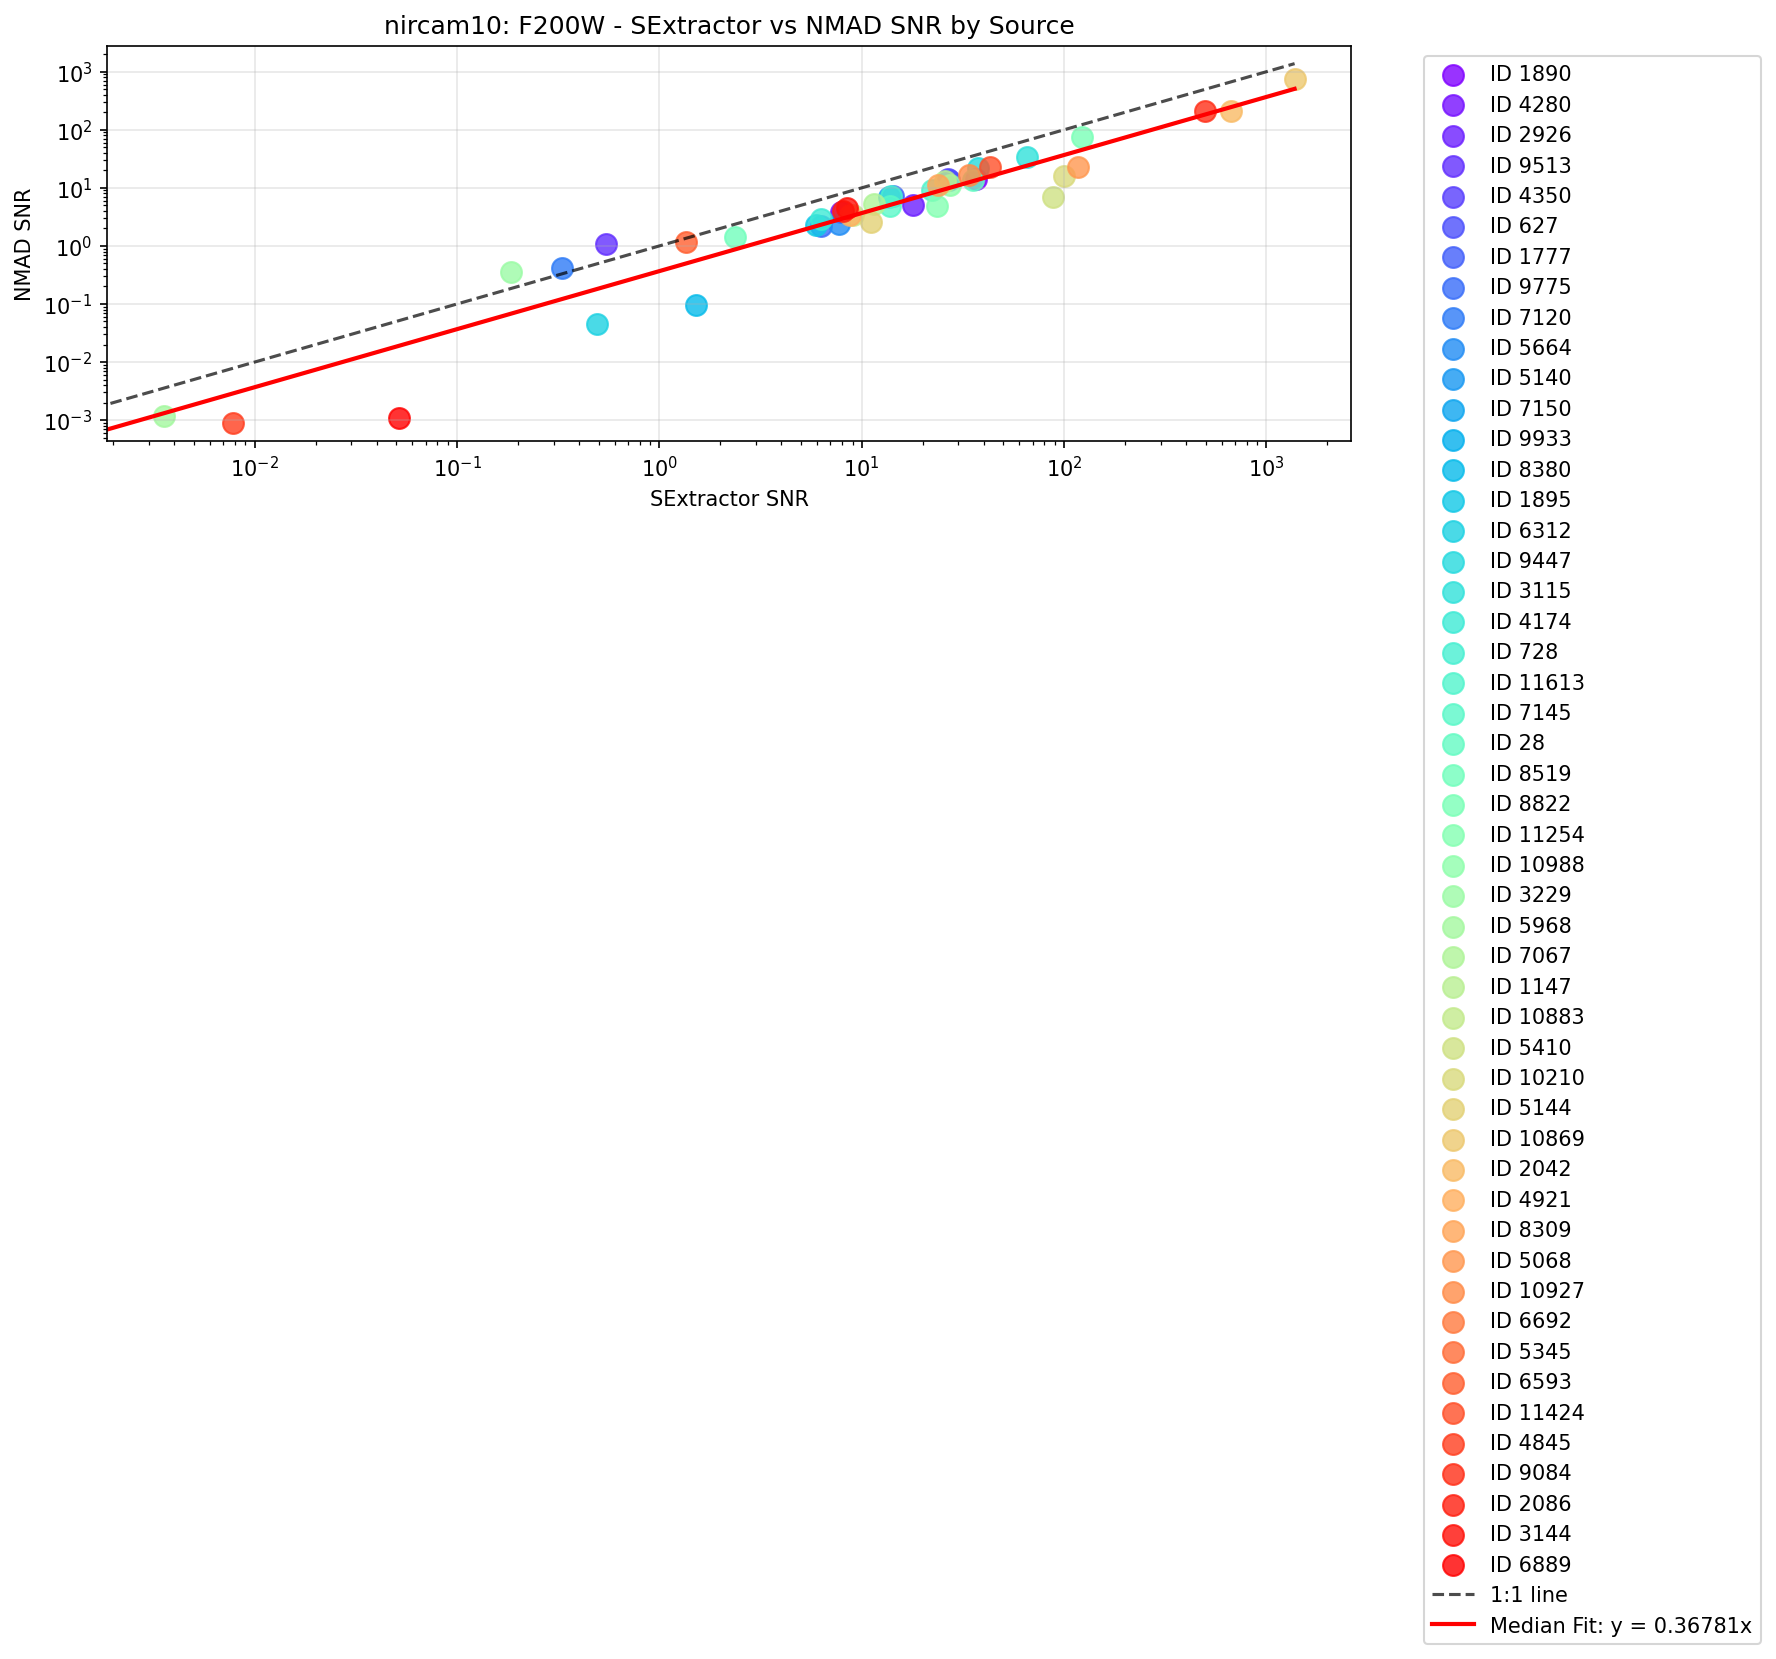 nircam10: F200W - SExtractor vs NMAD SNR by Source
NMAD SNR
10³
10²
10¹
10⁰
10⁻¹
10⁻²
10⁻³
10⁻²
10⁻¹
10⁰
10¹
10²
10³
SExtractor SNR
ID 1890
ID 4280
ID 2926
ID 9513
ID 4350
ID 627
ID 1777
ID 9775
ID 7120
ID 5664
ID 5140
ID 7150
ID 9933
ID 8380
ID 1895
ID 6312
ID 9447
ID 3115
ID 4174
ID 728
ID 11613
ID 7145
ID 28
ID 8519
ID 8822
ID 11254
ID 10988
ID 3229
ID 5968
ID 7067
ID 1147
ID 10883
ID 5410
ID 10210
ID 5144
ID 10869
ID 2042
ID 4921
ID 8309
ID 5068
ID 10927
ID 6692
ID 5345
ID 6593
ID 11424
ID 4845
ID 9084
ID 2086
ID 3144
ID 6889
1:1 line
Median Fit: y = 0.36781x